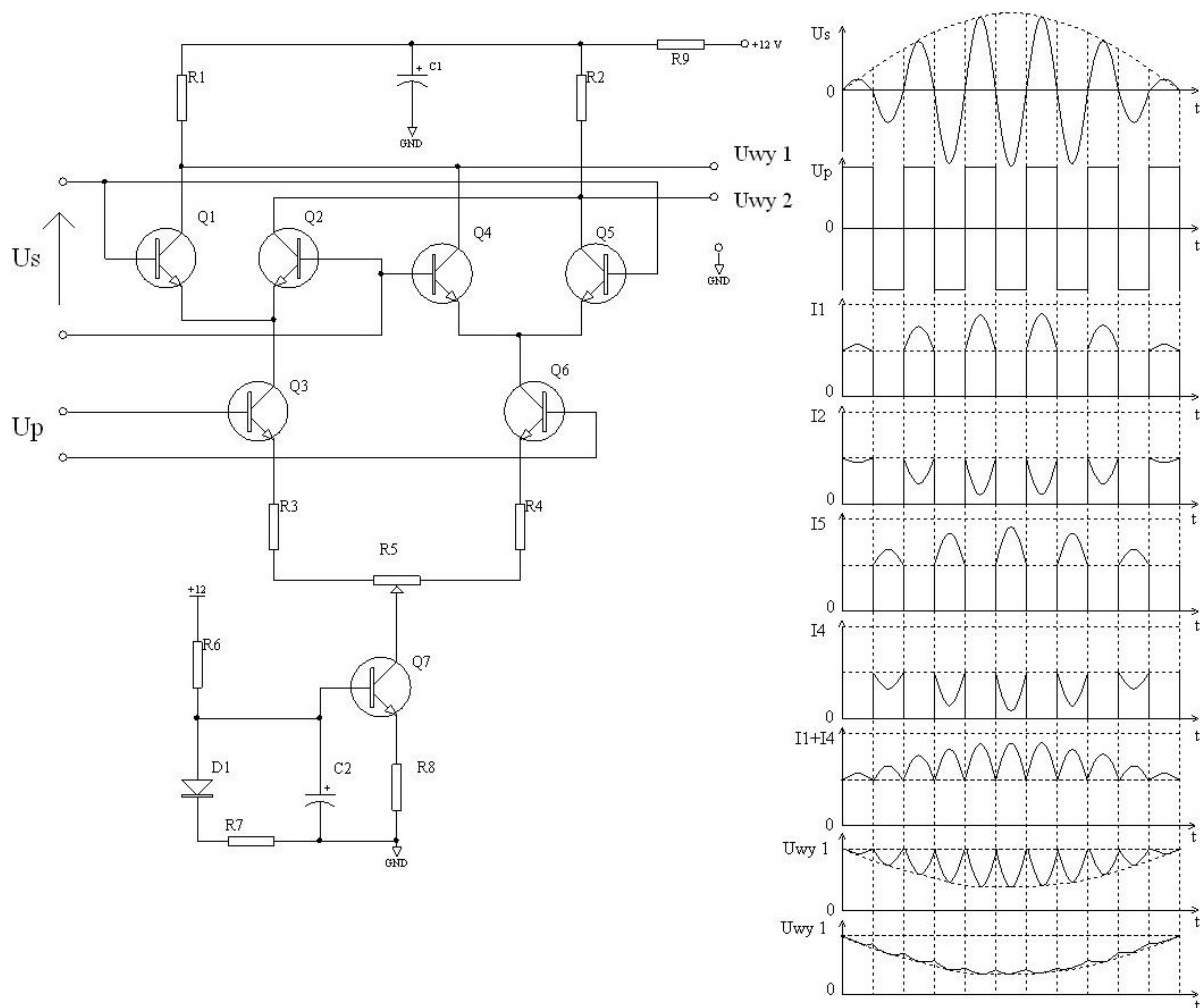 R1
C1
GND
R2
R9
+12 V
Uwy 1
Uwy 2
Us
Q1
Q2
Q4
Q5
GND
Up
Q3
Q6
R3
R4
R5
+12
R6
Q7
D1
C2
R8
R7
GND
Us
0
t
Up
0
t
I1
0
t
I2
0
t
I5
0
t
I4
0
t
I1+I4
0
t
Uwy 1
0
t
Uwy 1
0
t